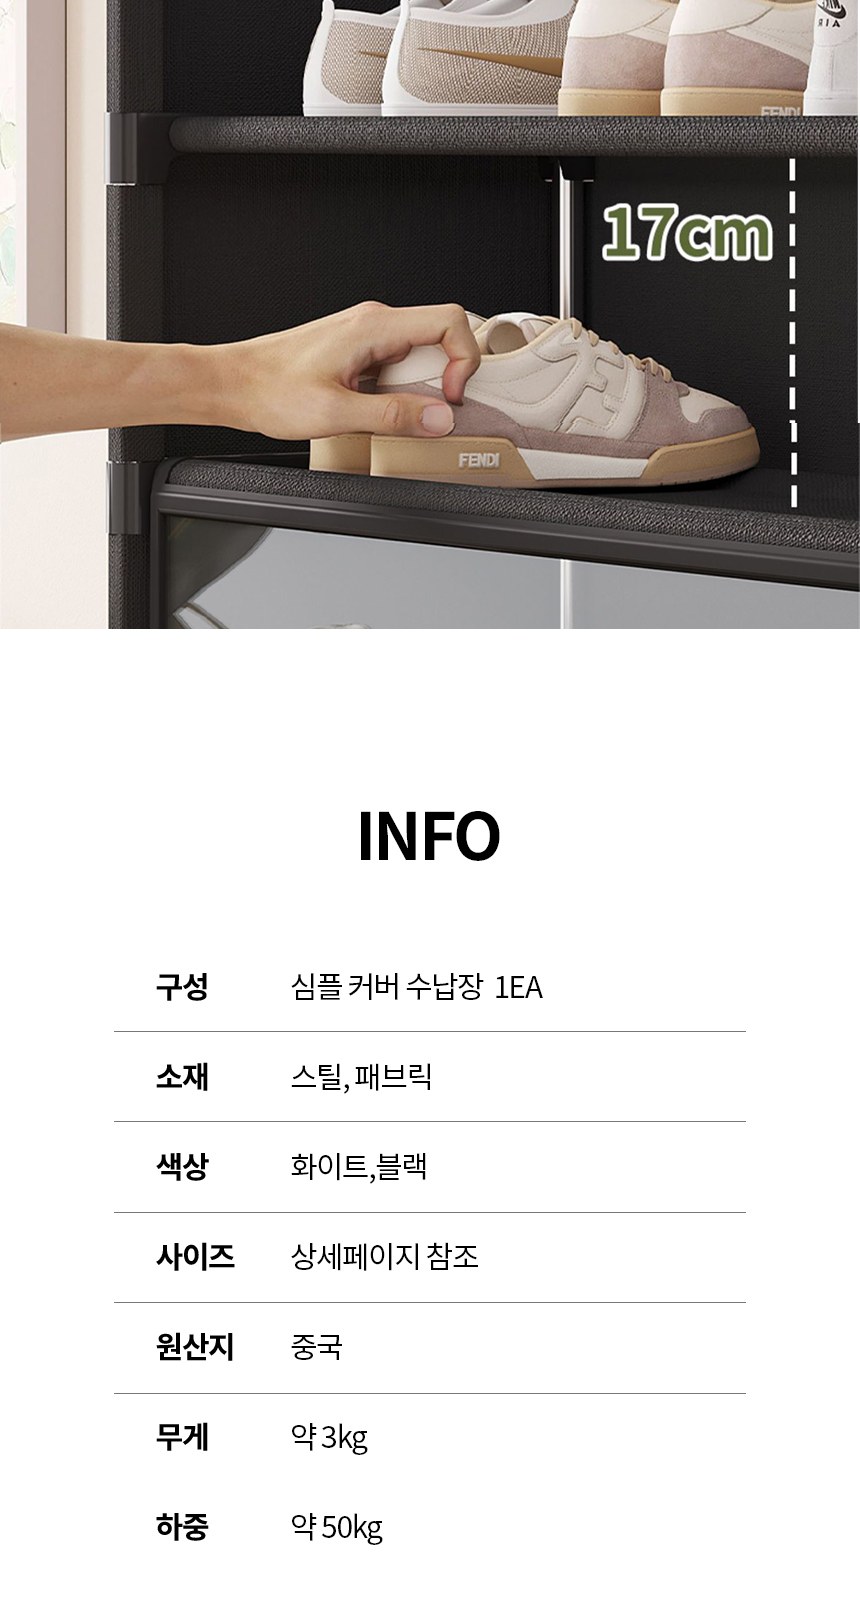 AIR
17cm
FENDI
FENDI
INFO
구성 심플 커버 수납장 1EA
소재 스틸, 패브릭
색상 화이트,블랙
사이즈 상세페이지 참조
원산지 중국
무게 약 3kg
하중 약 50kg